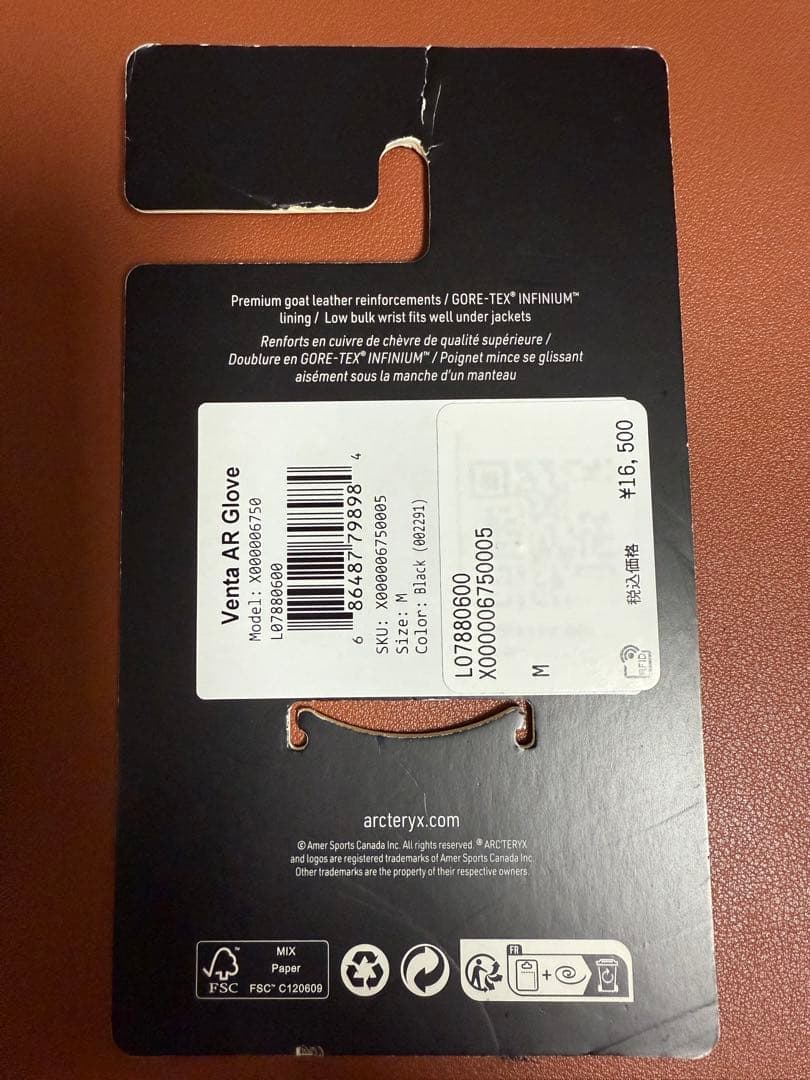 Premium goat leather reinforcements / GORE-TEX® INFINIUM™
lining / Low bulk wrist fits well under jackets
Renforts en cuivre de chèvre de qualité supérieure /
Doublure en GORE-TEX® INFINIUM™ / Poignet mince se glissant
aisément sous la manche d'un manteau
Venta AR Glove
Model: X000006750
L07880600
6 86487 79898 4
SKU: X000006750005
Size: M
Color: Black (002291)
L07880600
X000006750005
M
税込価格 ¥16,500
RFID
arcteryx.com
© Amer Sports Canada Inc. All rights reserved. ® ARC'TERYX
and logos are registered trademarks of Amer Sports Canada Inc.
Other trademarks are the property of their respective owners.
FSC™
MIX
Paper
FSC™ C120609
FR